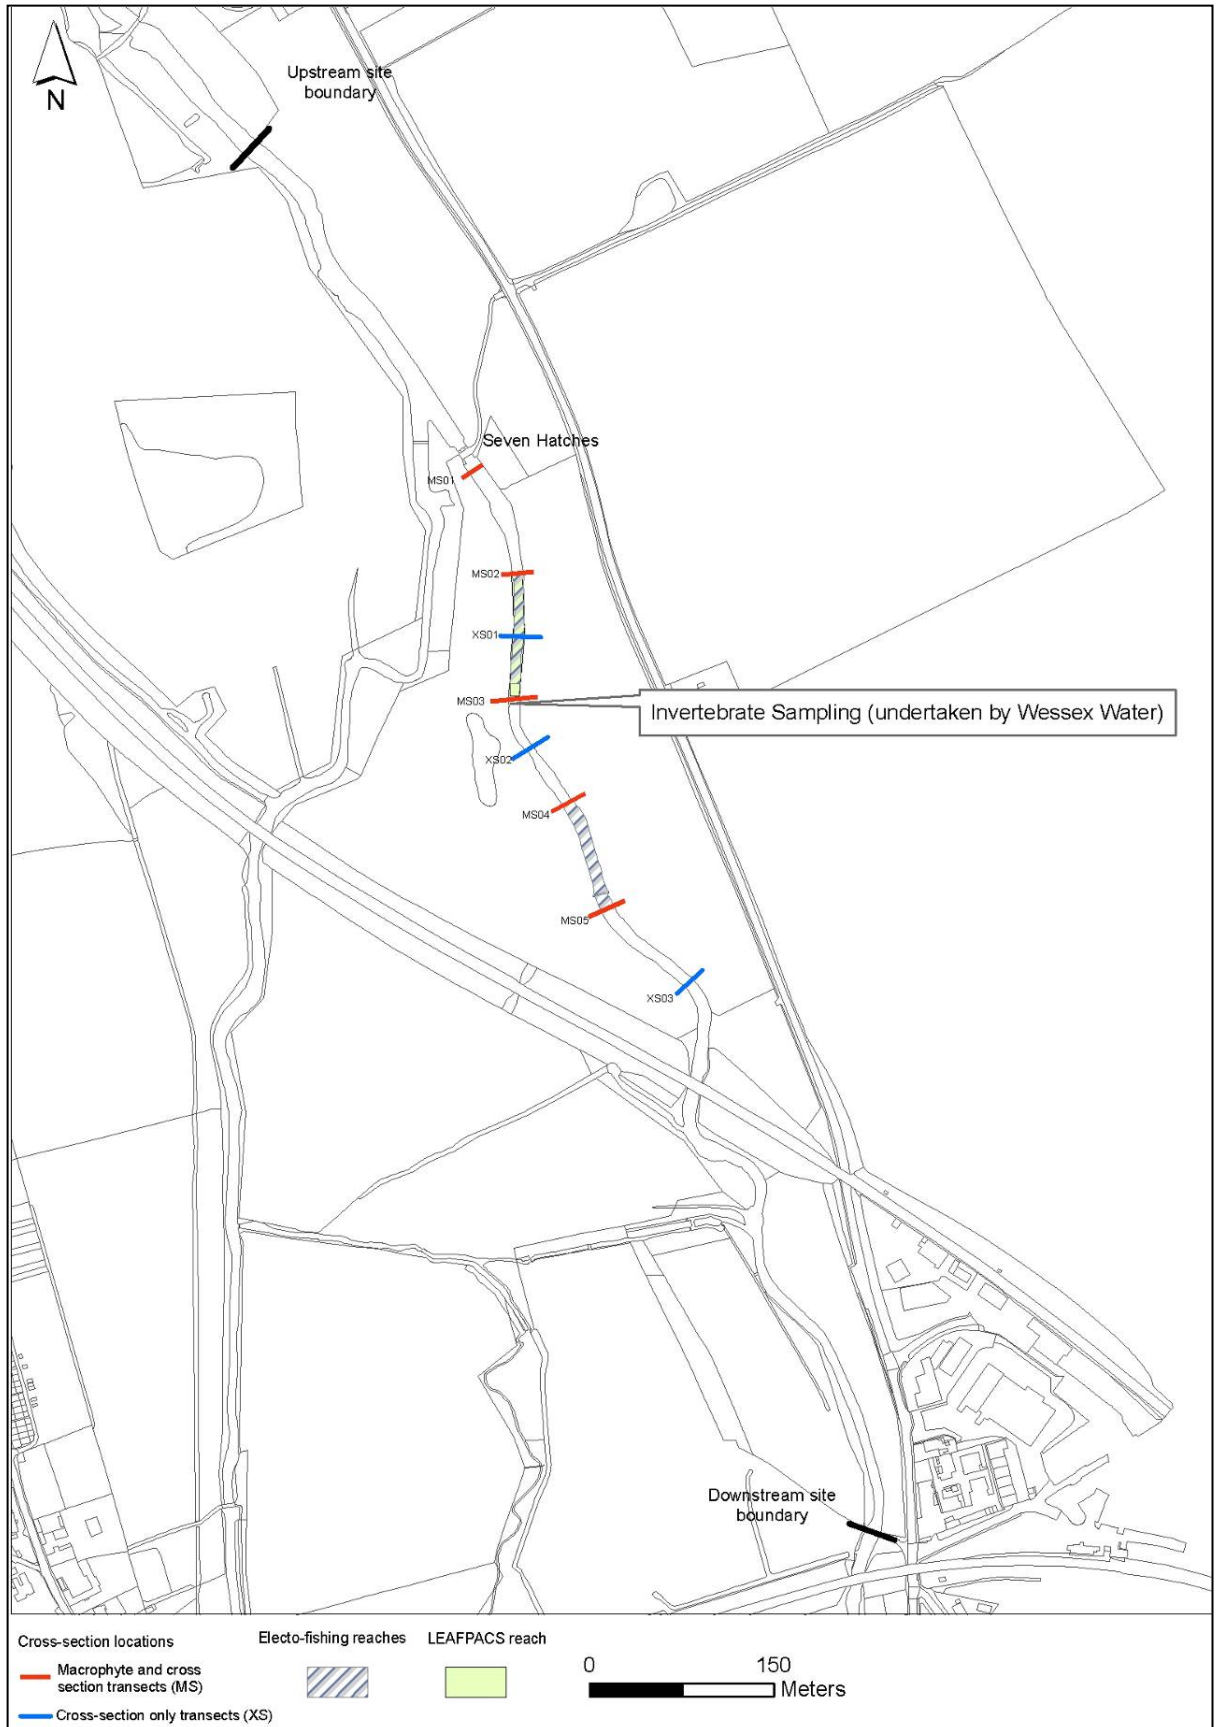 N
Upstream site
boundary
Seven Hatches
MS01
MS02
XS01
MS03
Invertebrate Sampling (undertaken by Wessex Water)
XS02
MS04
MS05
XS03
Downstream site
boundary
Cross-section locations
Macrophyte and cross
section transects (MS)
Cross-section only transects (XS)
Electo-fishing reaches
LEAFPACS reach
0 150
Meters